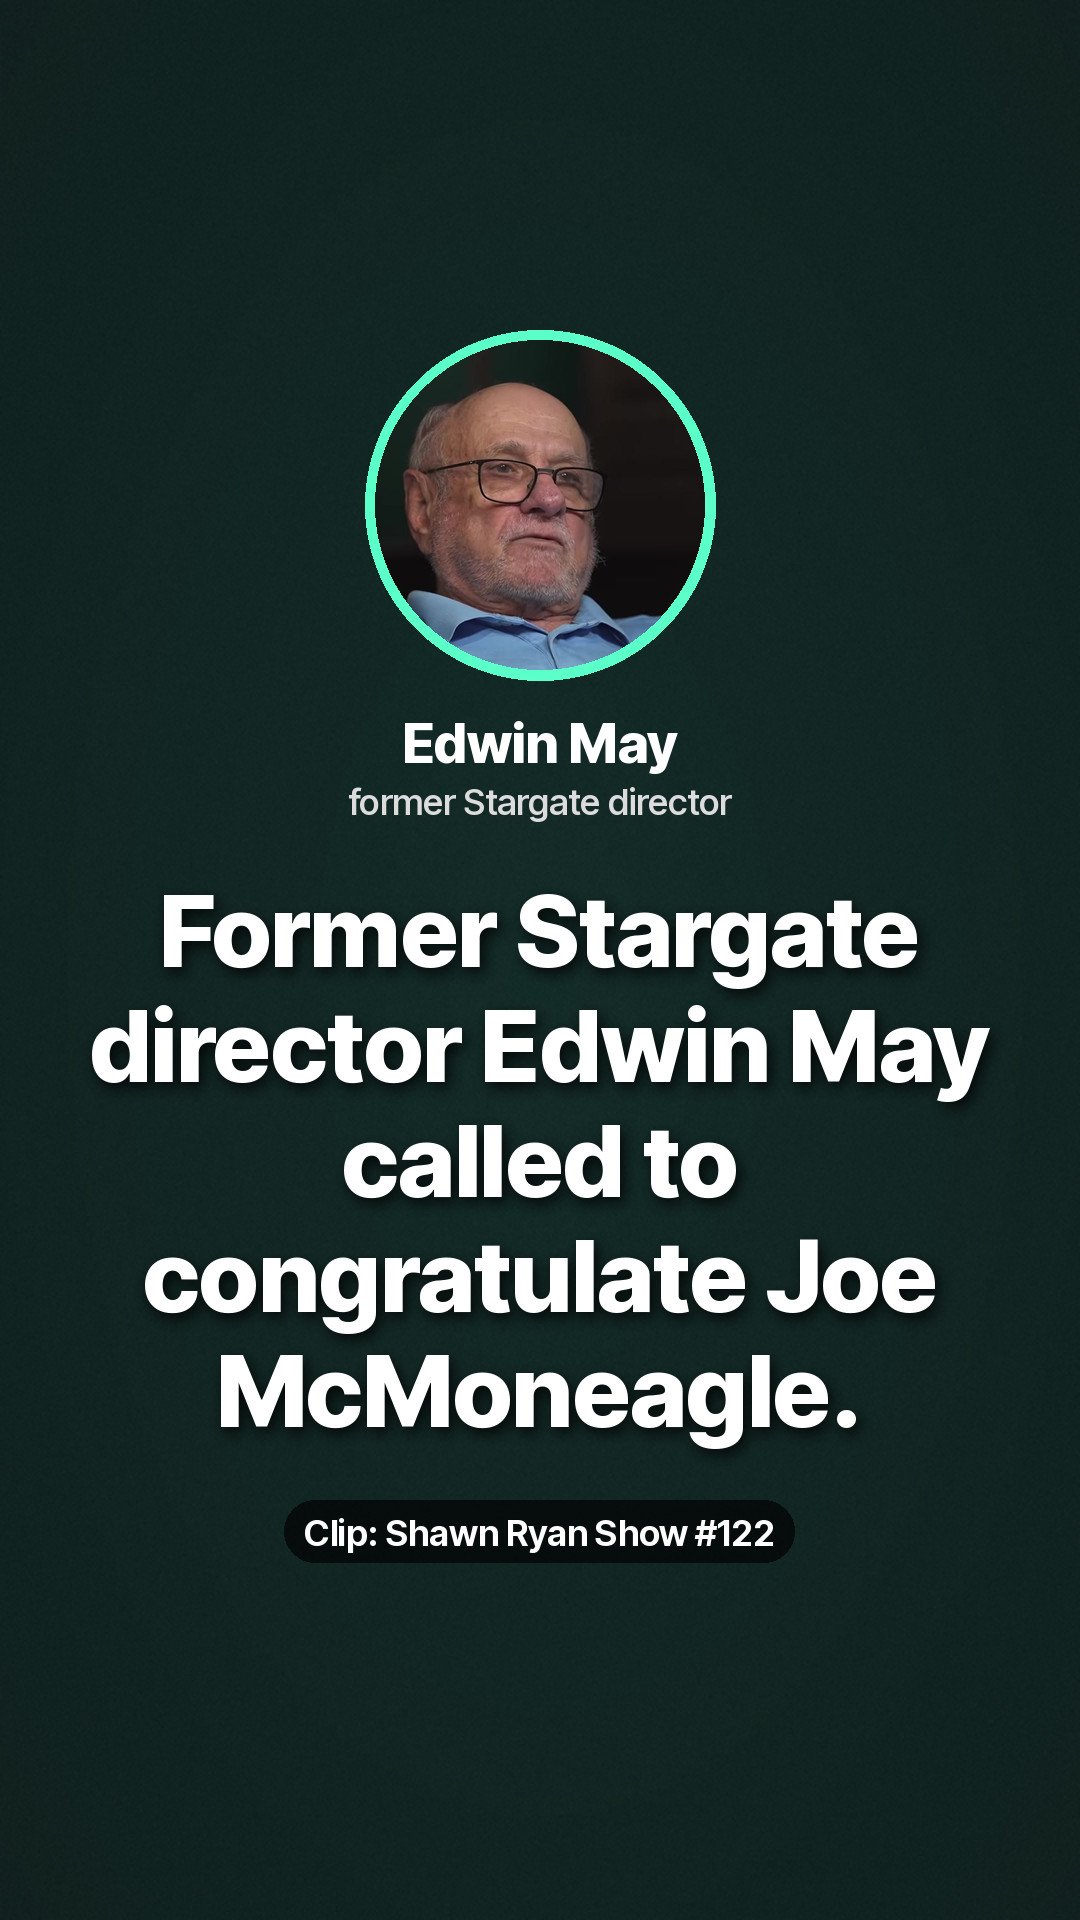 Edwin May
former Stargate director
Former Stargate
director Edwin May
called to
congratulate Joe
McMoneagle.
Clip: Shawn Ryan Show #122